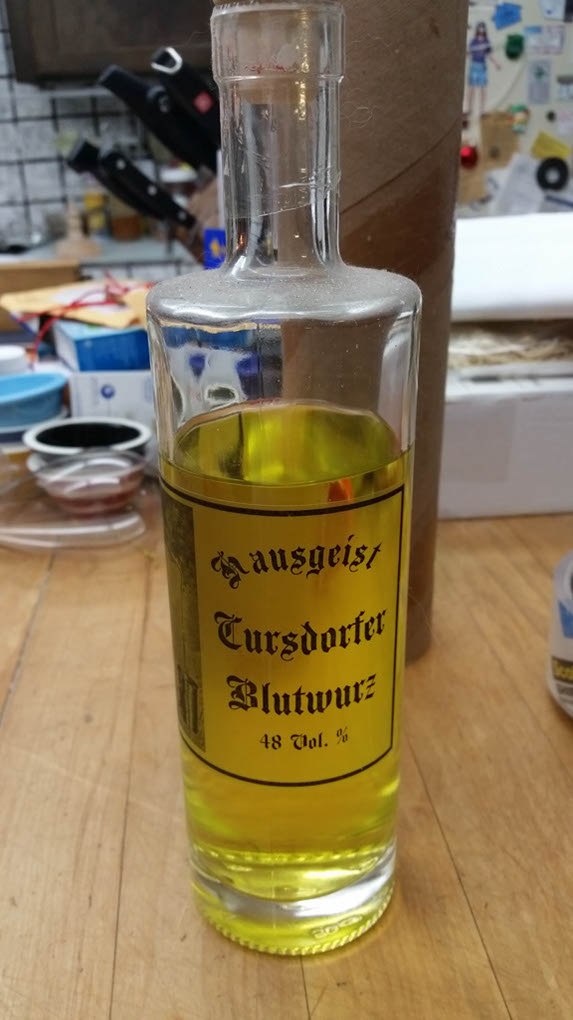 Hausgeist
Tursdorfer
Blutwurz
48 Vol. %